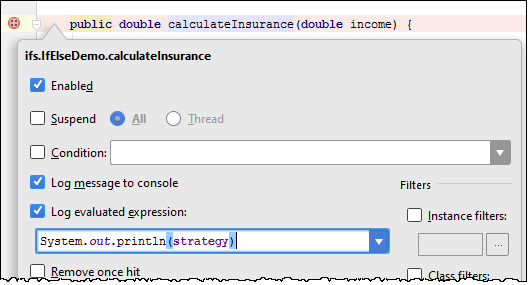 public double calculateInsurance(double income) {
ifs.IfElseDemo.calculateInsurance
Enabled
Suspend All Thread
Condition:
Log message to console Filters
Log evaluated expression: Instance filters:
System.out.println(strategy) ...
Remove once hit Class filters: